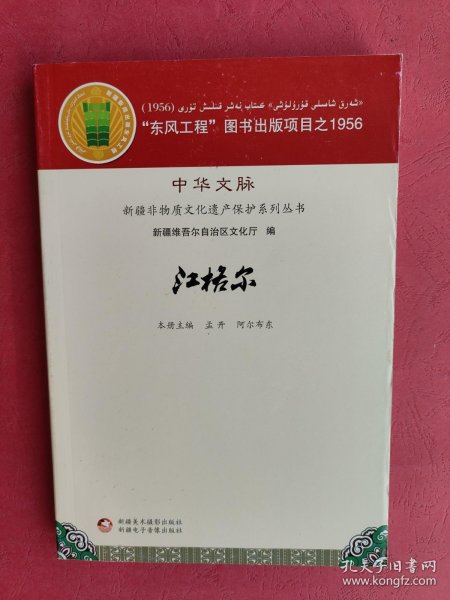 «شەرق شامىلى قۇرۇلۇشى» كىتاب نەشر قىلىش تۈرى (1956)
“东风工程”图书出版项目之1956
中华文脉
新疆非物质文化遗产保护系列丛书
新疆维吾尔自治区文化厅 编
江格尔
本册主编 孟开 阿尔布东
新疆美术摄影出版社
新疆电子音像出版社
孔夫子旧书网
www.kongfz.com